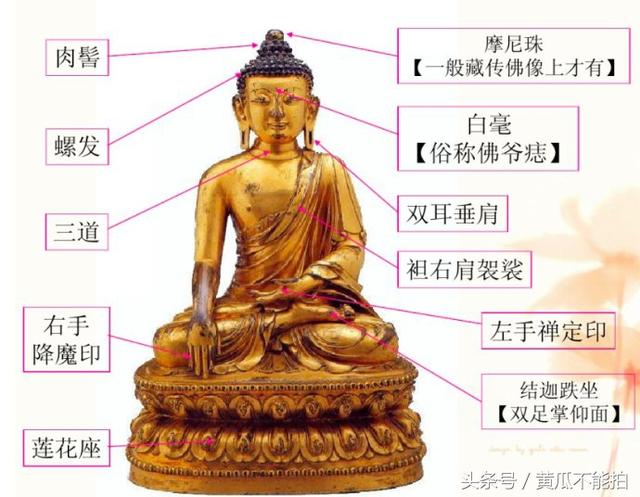 肉髻
摩尼珠
【一般藏传佛像上才有】
螺发
白毫
【俗称佛爷痣】
三道
双耳垂肩
袒右肩袈裟
右手
降魔印
左手禅定印
结迦跌坐
【双足掌仰面】
莲花座
头条号／黄瓜不能拍